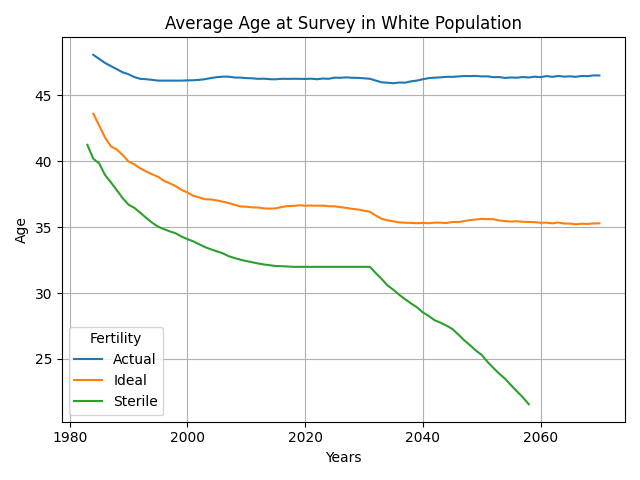 Average Age at Survey in White Population
Age
45
40
35
30
25
Fertility
Actual
Ideal
Sterile
1980 2000 2020 2040 2060
Years